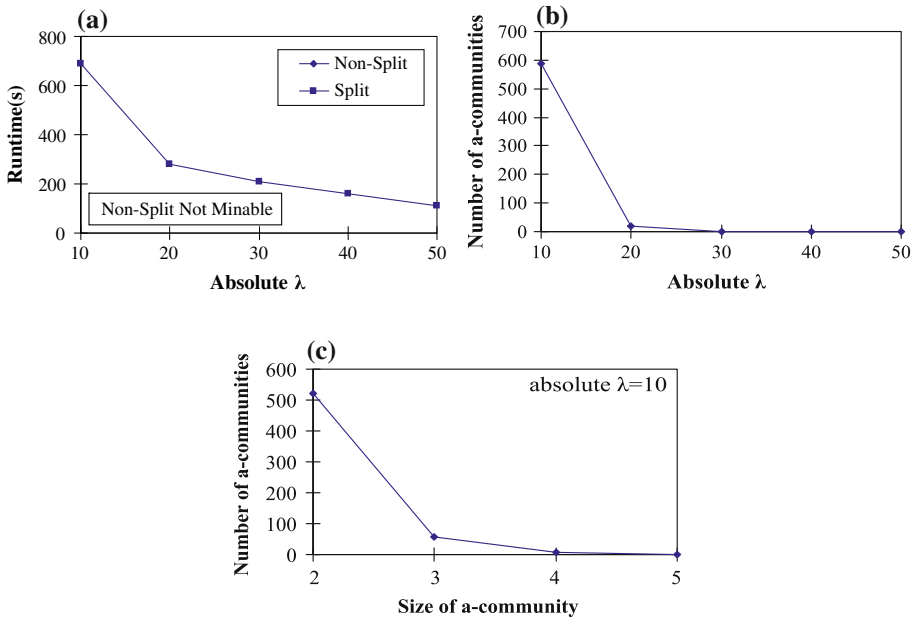 (a)
800
600
400
200
0
Runtime(s)
Non-Split
Split
Non-Split Not Minable
10 20 30 40 50
Absolute λ
(b)
700
600
500
400
300
200
100
0
Number of a-communities
10 20 30 40 50
Absolute λ
(c)
600
500
400
300
200
100
0
Number of a-communities
absolute λ=10
2 3 4 5
Size of a-community